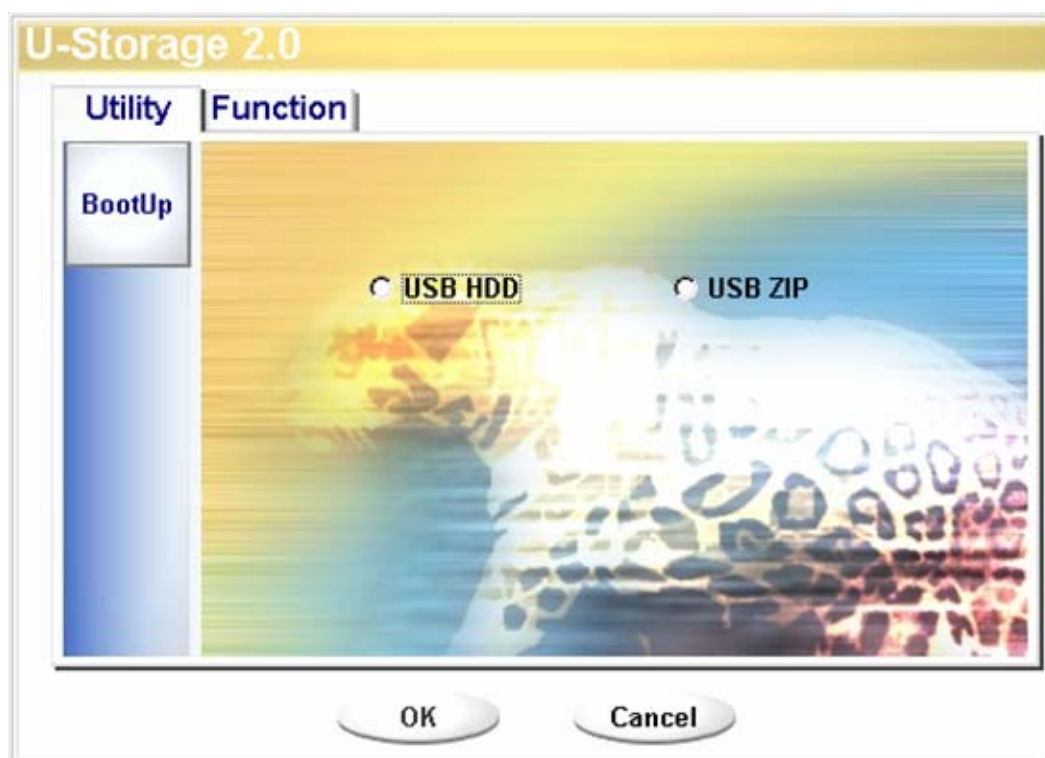 U-Storage 2.0
Utility Function
BootUp
USB HDD USB ZIP
OK Cancel